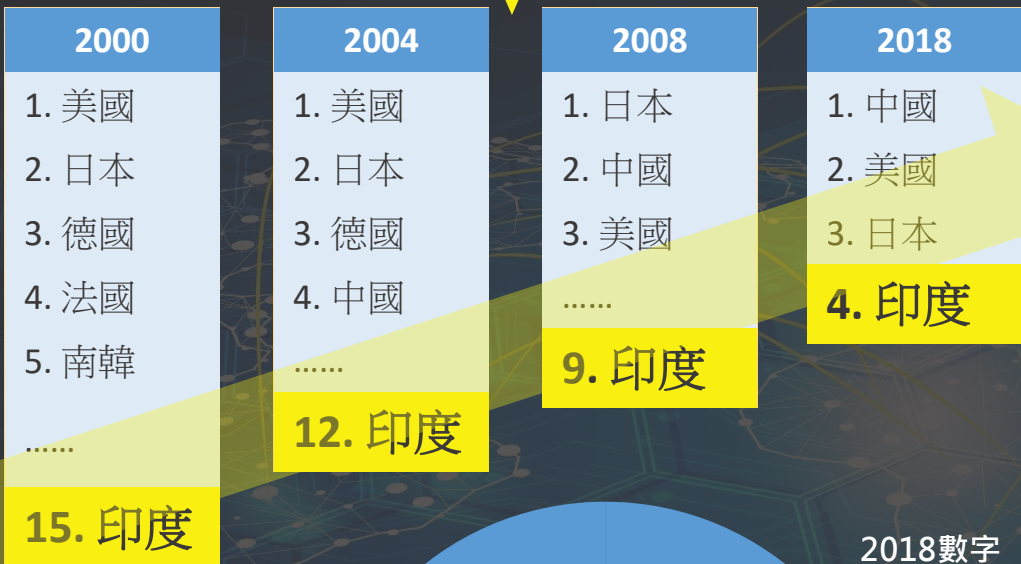 2000
1. 美國
2. 日本
3. 德國
4. 法國
5. 南韓
......
15. 印度
2004
1. 美國
2. 日本
3. 德國
4. 中國
......
12. 印度
2008
1. 日本
2. 中國
3. 美國
......
9. 印度
2018
1. 中國
2. 美國
3. 日本
4. 印度
2018數字